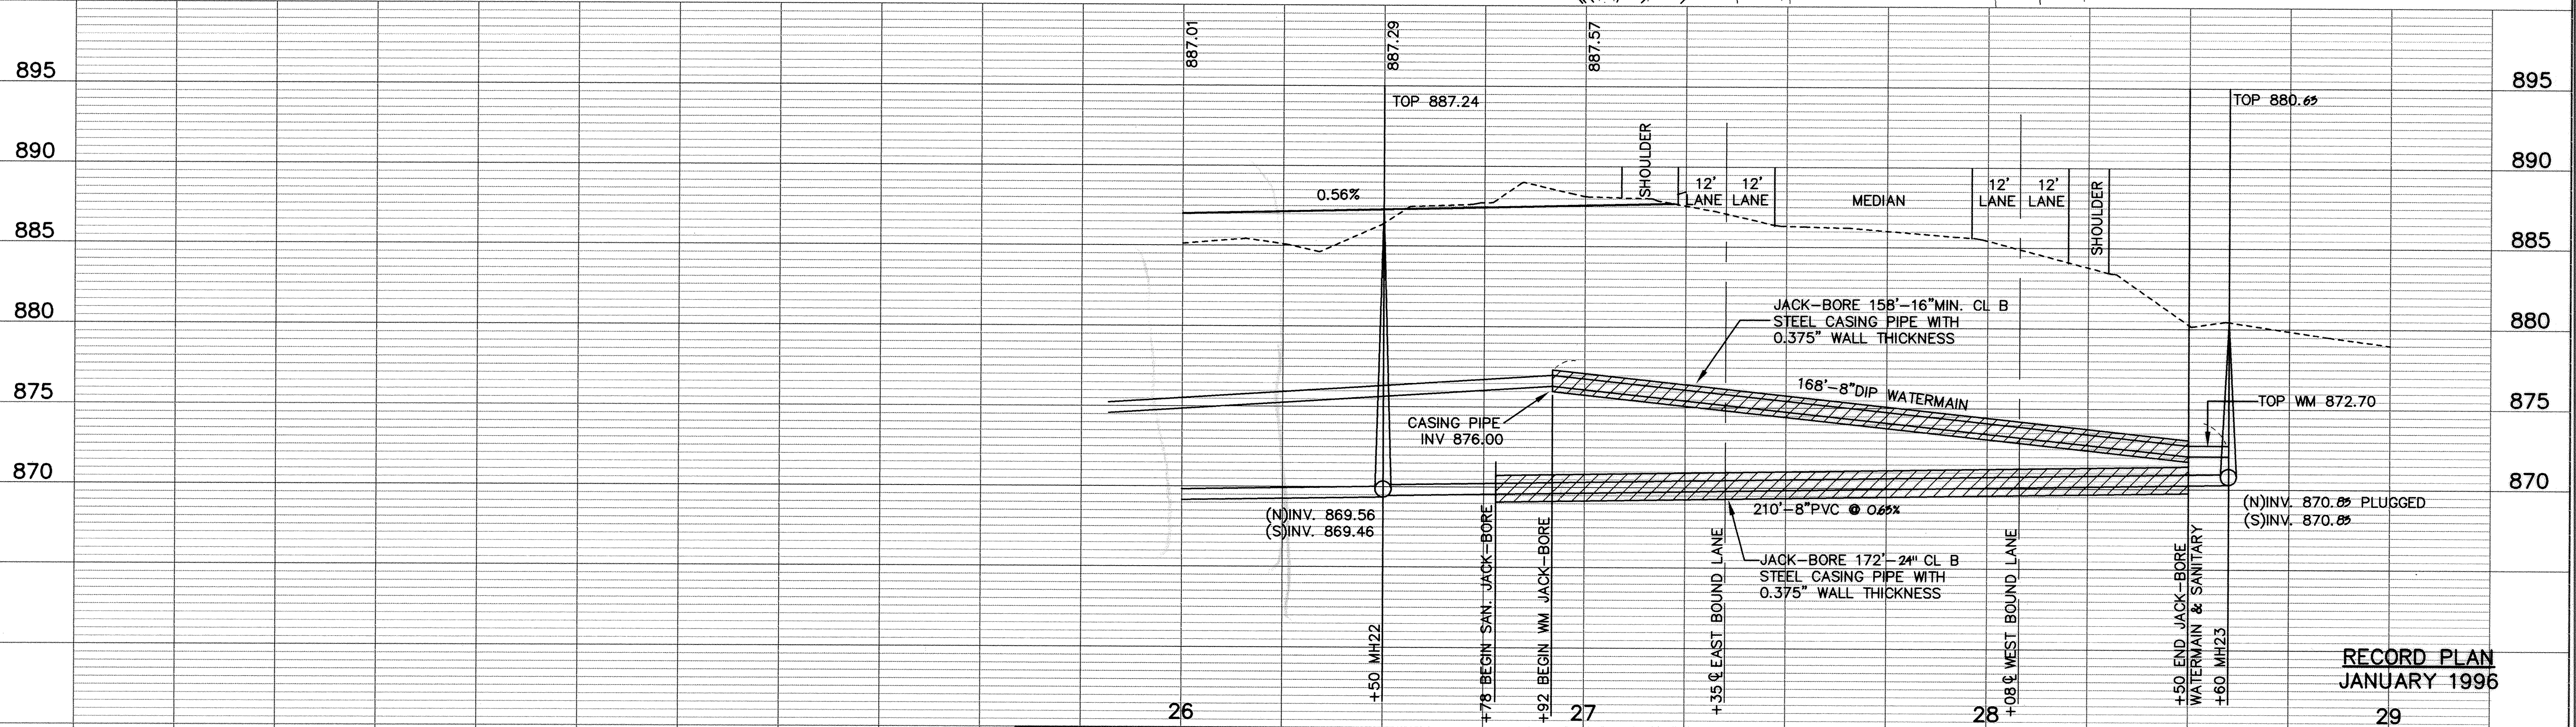 887.01
887.29
887.57
895
895
TOP 887.24
TOP 880.63
890
890
SHOULDER
12'
LANE
12'
LANE
MEDIAN
12'
LANE
12'
LANE
SHOULDER
0.56%
885
885
880
880
JACK-BORE 158'-16"MIN. CL B
STEEL CASING PIPE WITH
0.375" WALL THICKNESS
168'-8"DIP WATERMAIN
875
875
TOP WM 872.70
CASING PIPE
INV 876.00
870
870
(N)INV. 869.56
(S)INV. 869.46
210'-8"PVC @ 0.65%
(N)INV. 870.83 PLUGGED
(S)INV. 870.83
JACK-BORE 172'-24" CL B
STEEL CASING PIPE WITH
0.375" WALL THICKNESS
+50 MH22
+78 BEGIN SAN. JACK-BORE
+92 BEGIN WM JACK-BORE
+35 ℄ EAST BOUND LANE
+08 ℄ WEST BOUND LANE
+50 END JACK-BORE
WATERMAIN & SANITARY
+60 MH23
RECORD PLAN
JANUARY 1996
26
27
28
29